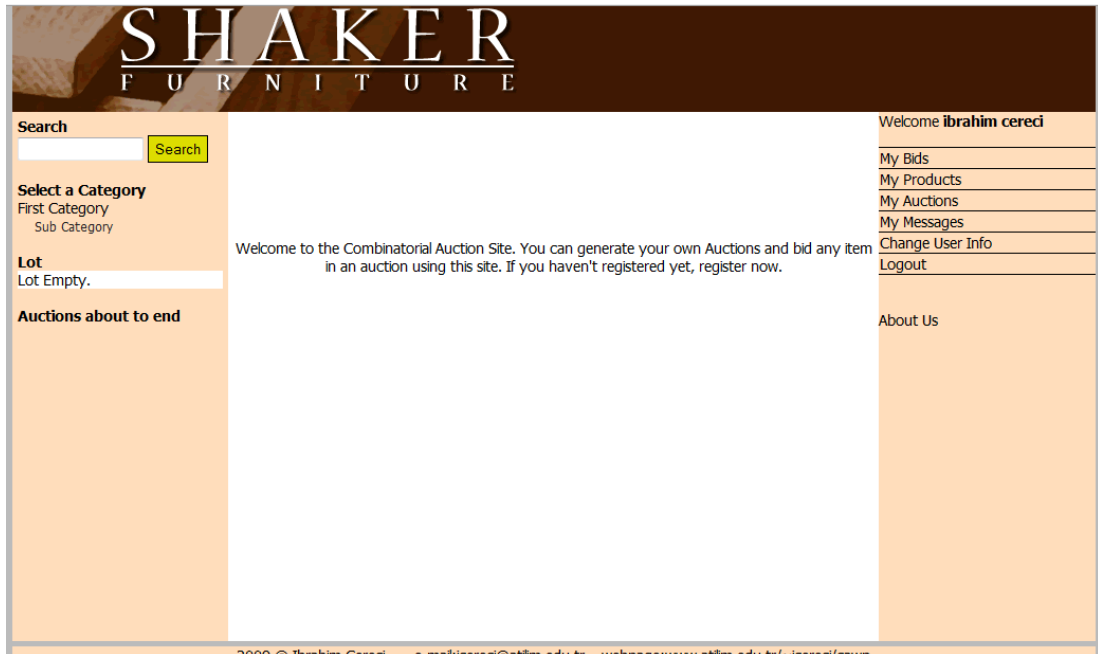 SHAKER
FURNITURE
Search
Search
Select a Category
First Category
Sub Category
Lot
Lot Empty.
Auctions about to end
Welcome to the Combinatorial Auction Site. You can generate your own Auctions and bid any item
in an auction using this site. If you haven't registered yet, register now.
Welcome ibrahim cereci
My Bids
My Products
My Auctions
My Messages
Change User Info
Logout
About Us
2009 © Ibrahim Cereci